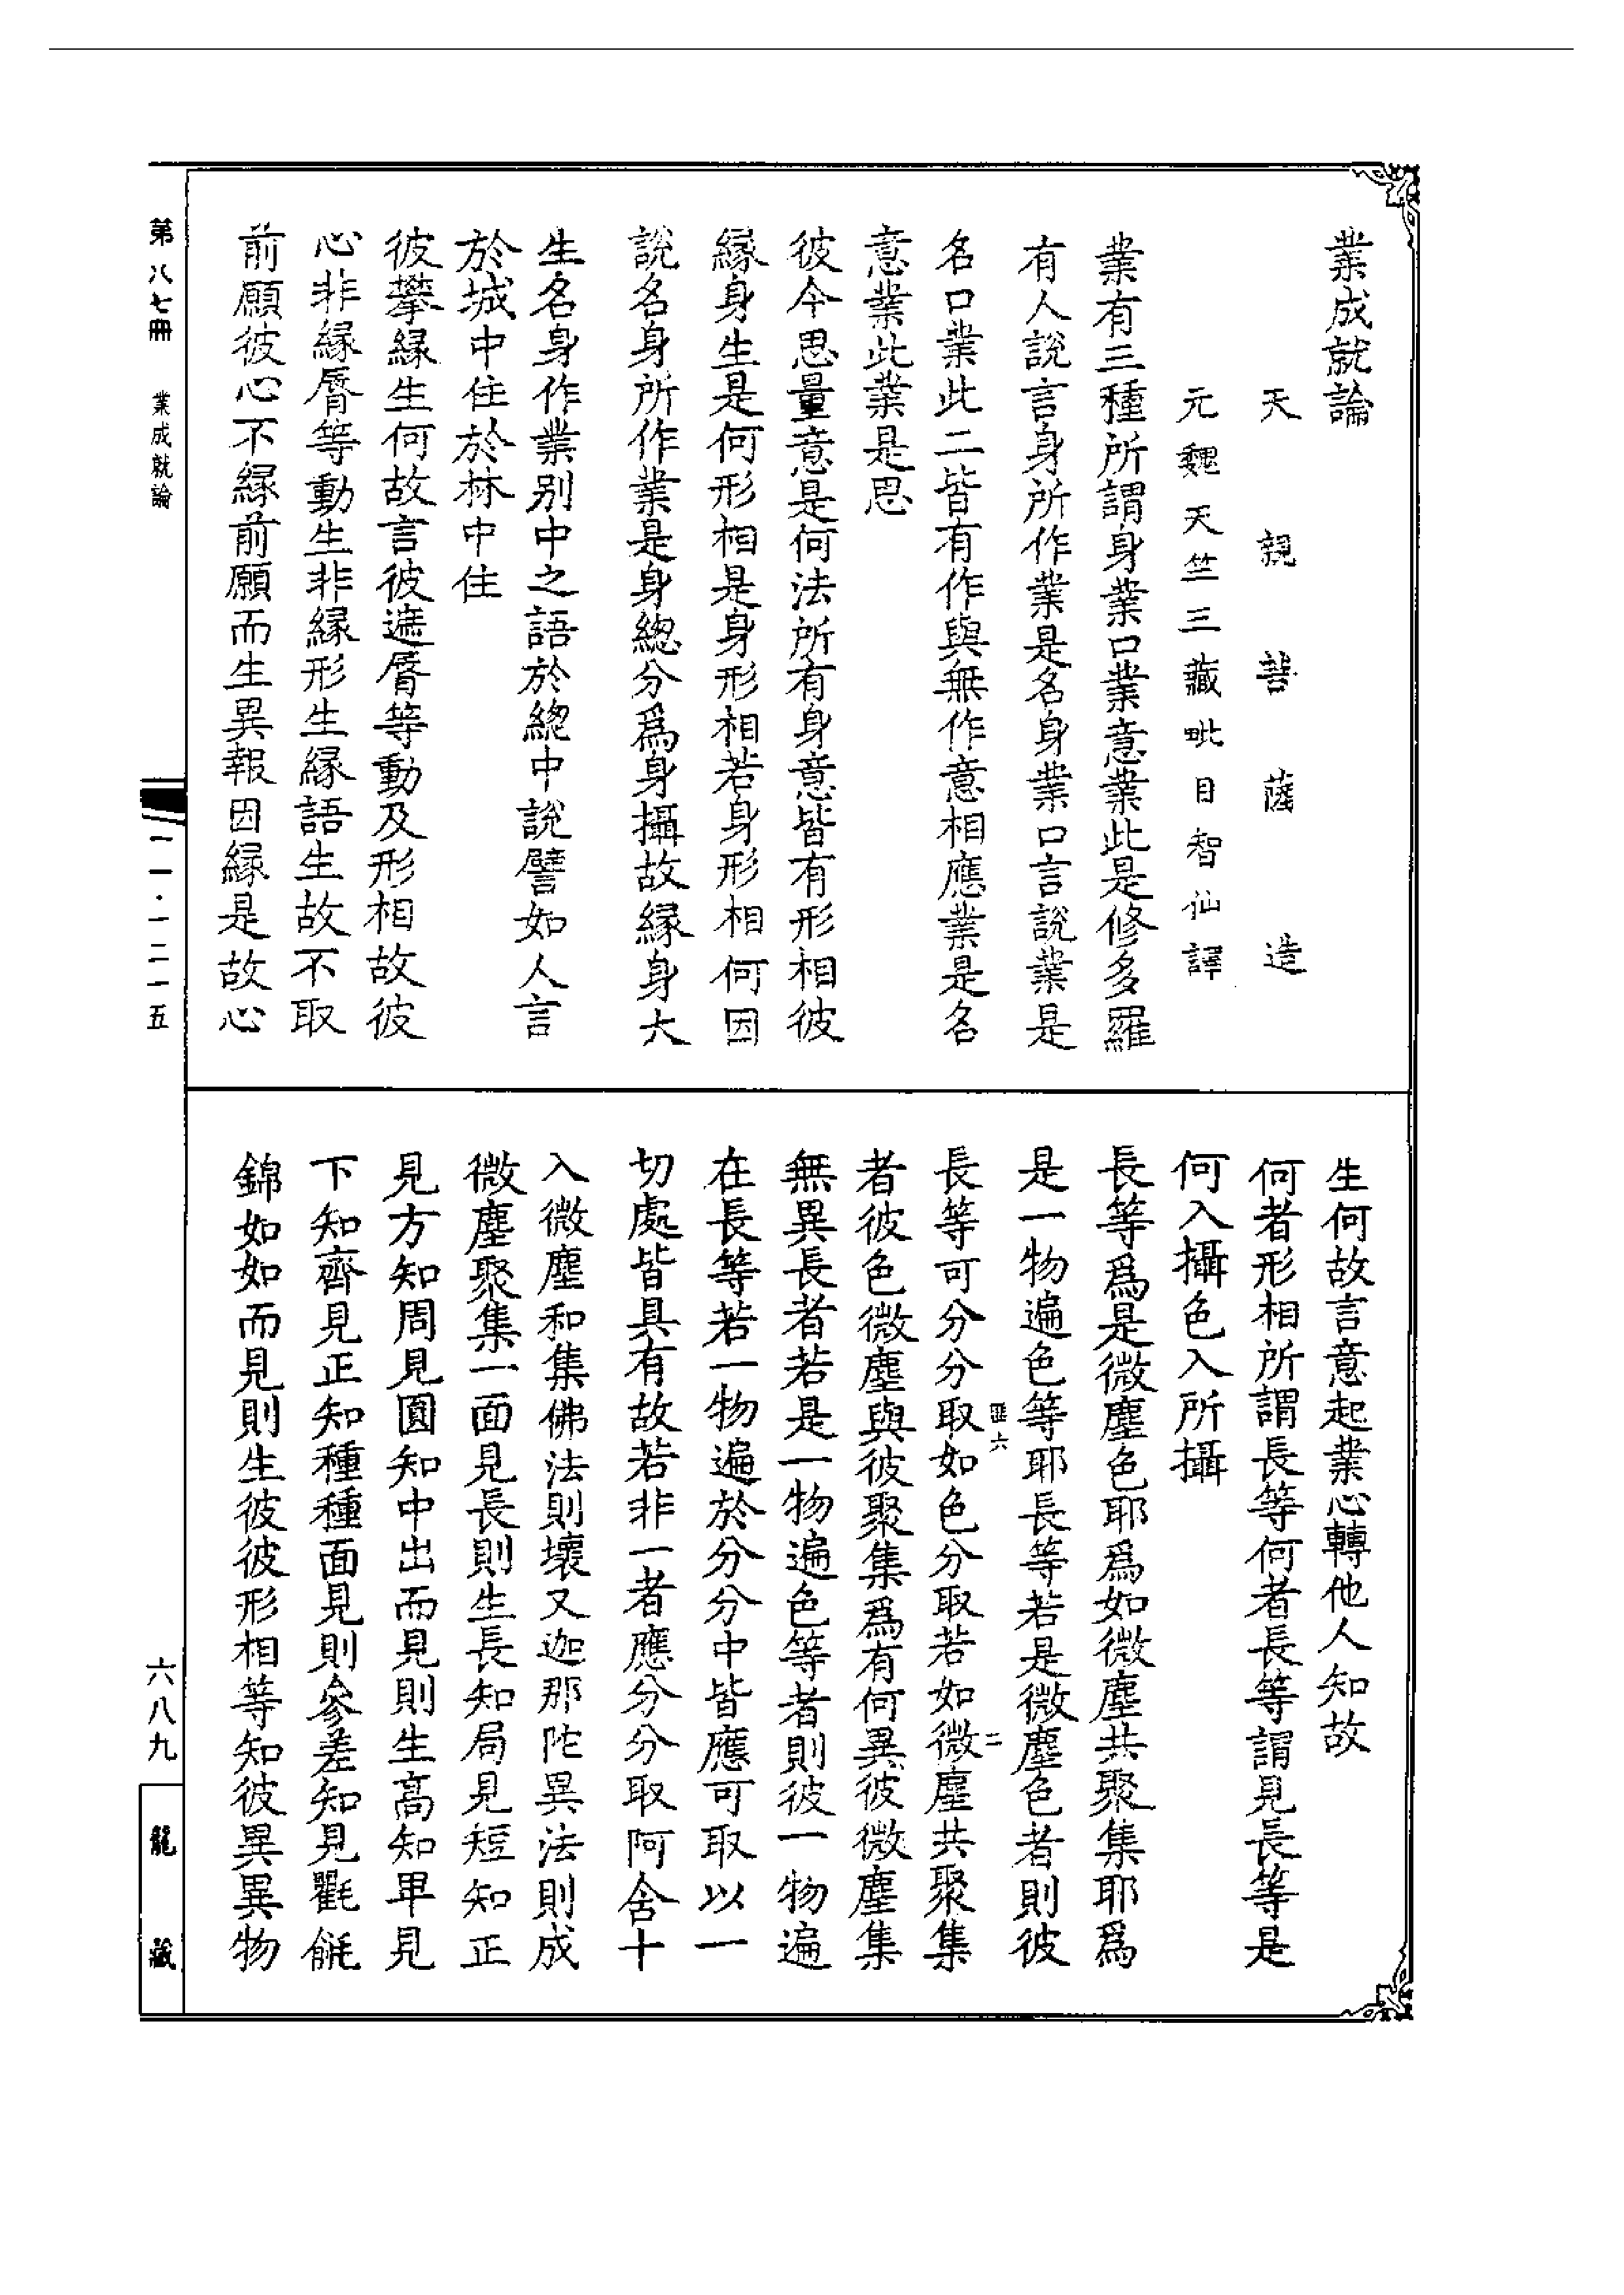 業成就論
天親菩薩造
元魏天竺三藏毗目智仙譯
業有三種所謂身業口業意業此是修多羅
有人說言身所作業是名身業口言說業是
名口業此二皆有作與無作意相應業是名
意業此業是思
彼今思量意是何法所有身意皆有形相彼
緣身生是何形相是身形相若身形相何因
說名身所作業是身總分爲身攝故緣身大
生名身作業别中之語於總中說譬如人言
於城中住於林中住
彼攀緣生何故言彼遮脣等動及形相故彼
心非緣脣等動生非緣形生緣語生故不取
前願彼心不緣前願而生異報因緣是故心
生何故言意起業心轉他人知故
何者形相所謂長等何者長等謂見長等是
何入攝色入所攝
長等爲是微塵色耶爲如微塵共聚集耶爲
是一物遍色等耶長等若是微塵色者則彼
長等可分分取如色分取若如微塵共聚集
者彼色微塵與彼聚集爲有何異彼微塵集
無異長者若是一物遍色等者則彼一物遍
在長等若一物遍於分分中皆應可取以一
切處皆具有故若非一者應分分取阿含十
入微塵和集佛法則壞又迦那陀異法則成
微塵聚集一面見長則生長知局見短知正
見方知周見圓知中出而見則生高知卑見
下知齊見正知種種面見則參差知見氍毹
錦如如而見則生彼彼形相等知彼異異物
匪六
二
第八七冊
業成就論
一一·一二一五
六八九
龍藏